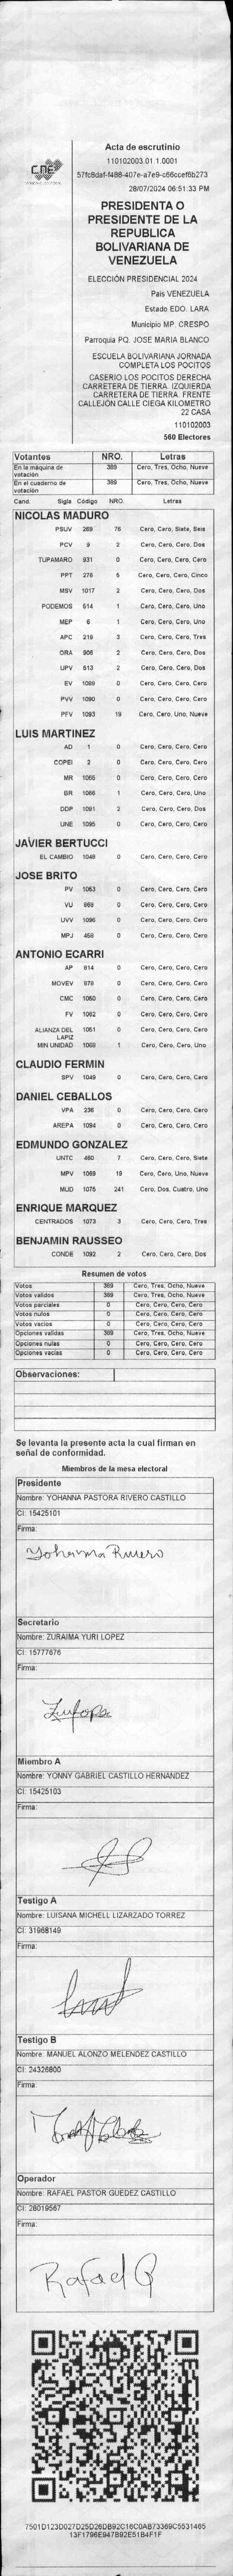 CNE
Acta de escrutinio
110102003.01.1.0001
57fc8daf-f488-407e-a7e9-c66ccef6b273
28/07/2024 06:51:33 PM
PRESIDENTA O
PRESIDENTE DE LA
REPUBLICA
BOLIVARIANA DE
VENEZUELA
ELECCIÓN PRESIDENCIAL 2024
País VENEZUELA
Estado EDO. LARA
Municipio MP. CRESPO
Parroquia PQ. JOSE MARIA BLANCO
ESCUELA BOLIVARIANA JORNADA
COMPLETA LOS POCITOS
CASERIO LOS POCITOS DERECHA
CARRETERA DE TIERRA. IZQUIERDA
CARRETERA DE TIERRA. FRENTE
CALLEJÓN CALLE CIEGA KILOMETRO
22 CASA
110102003
560 Electores
Votantes NRO. Letras
En la máquina de votación 389 Cero, Tres, Ocho, Nueve
En el cuaderno de votación 389 Cero, Tres, Ocho, Nueve
Cand. Sigla Código NRO. Letras
NICOLAS MADURO
PSUV 269 76 Cero, Cero, Siete, Seis
PCV 9 2 Cero, Cero, Cero, Dos
TUPAMARO 931 0 Cero, Cero, Cero, Cero
PPT 276 5 Cero, Cero, Cero, Cinco
MSV 1017 2 Cero, Cero, Cero, Dos
PODEMOS 514 1 Cero, Cero, Cero, Uno
MEP 6 1 Cero, Cero, Cero, Uno
APC 219 3 Cero, Cero, Cero, Tres
ORA 906 2 Cero, Cero, Cero, Dos
UPV 513 2 Cero, Cero, Cero, Dos
EV 1089 0 Cero, Cero, Cero, Cero
PVV 1090 0 Cero, Cero, Cero, Cero
PFV 1093 19 Cero, Cero, Uno, Nueve
LUIS MARTINEZ
AD 1 0 Cero, Cero, Cero, Cero
COPEI 2 0 Cero, Cero, Cero, Cero
MR 1055 0 Cero, Cero, Cero, Cero
BR 1066 1 Cero, Cero, Cero, Uno
DDP 1091 2 Cero, Cero, Cero, Dos
UNE 1095 0 Cero, Cero, Cero, Cero
JAVIER BERTUCCI
EL CAMBIO 1048 0 Cero, Cero, Cero, Cero
JOSE BRITO
PV 1053 0 Cero, Cero, Cero, Cero
VU 868 0 Cero, Cero, Cero, Cero
UVV 1096 0 Cero, Cero, Cero, Cero
MPJ 458 0 Cero, Cero, Cero, Cero
ANTONIO ECARRI
AP 814 0 Cero, Cero, Cero, Cero
MOVEV 878 0 Cero, Cero, Cero, Cero
CMC 1050 0 Cero, Cero, Cero, Cero
FV 1052 0 Cero, Cero, Cero, Cero
ALIANZA DEL LAPIZ 1051 0 Cero, Cero, Cero, Cero
MIN UNIDAD 1069 1 Cero, Cero, Cero, Uno
CLAUDIO FERMIN
SPV 1049 0 Cero, Cero, Cero, Cero
DANIEL CEBALLOS
VPA 236 0 Cero, Cero, Cero, Cero
AREPA 1094 0 Cero, Cero, Cero, Cero
EDMUNDO GONZALEZ
UNTC 460 7 Cero, Cero, Cero, Siete
MPV 1069 19 Cero, Cero, Uno, Nueve
MUD 1075 241 Cero, Dos, Cuatro, Uno
ENRIQUE MARQUEZ
CENTRADOS 1073 3 Cero, Cero, Cero, Tres
BENJAMIN RAUSSEO
CONDE 1092 2 Cero, Cero, Cero, Dos
Resumen de votos
Votos 389 Cero, Tres, Ocho, Nueve
Votos validos 389 Cero, Tres, Ocho, Nueve
Votos parciales 0 Cero, Cero, Cero, Cero
Votos nulos 0 Cero, Cero, Cero, Cero
Votos vacios 0 Cero, Cero, Cero, Cero
Opciones validas 389 Cero, Tres, Ocho, Nueve
Opciones nulas 0 Cero, Cero, Cero, Cero
Opciones vacias 0 Cero, Cero, Cero, Cero
Observaciones:
Se levanta la presente acta la cual firman en
señal de conformidad.
Miembros de la mesa electoral
Presidente
Nombre: YOHANNA PASTORA RIVERO CASTILLO
CI: 15425101
Firma:
Yohanna Rivero
Secretario
Nombre: ZURAIMA YURI LOPEZ
CI: 15777676
Firma:
Miembro A
Nombre: YONNY GABRIEL CASTILLO HERNANDEZ
CI: 15425103
Firma:
Testigo A
Nombre: LUISANA MICHELL LIZARZADO TORREZ
CI: 31968149
Firma:
Testigo B
Nombre: MANUEL ALONZO MELENDEZ CASTILLO
CI: 24326800
Firma:
Operador
Nombre: RAFAEL PASTOR GUEDEZ CASTILLO
CI: 26019567
Firma:
Rafael G
7501D123D027D25D26DB92C16C0AB73369C5531465
13F1796E947B92E51B4F1F